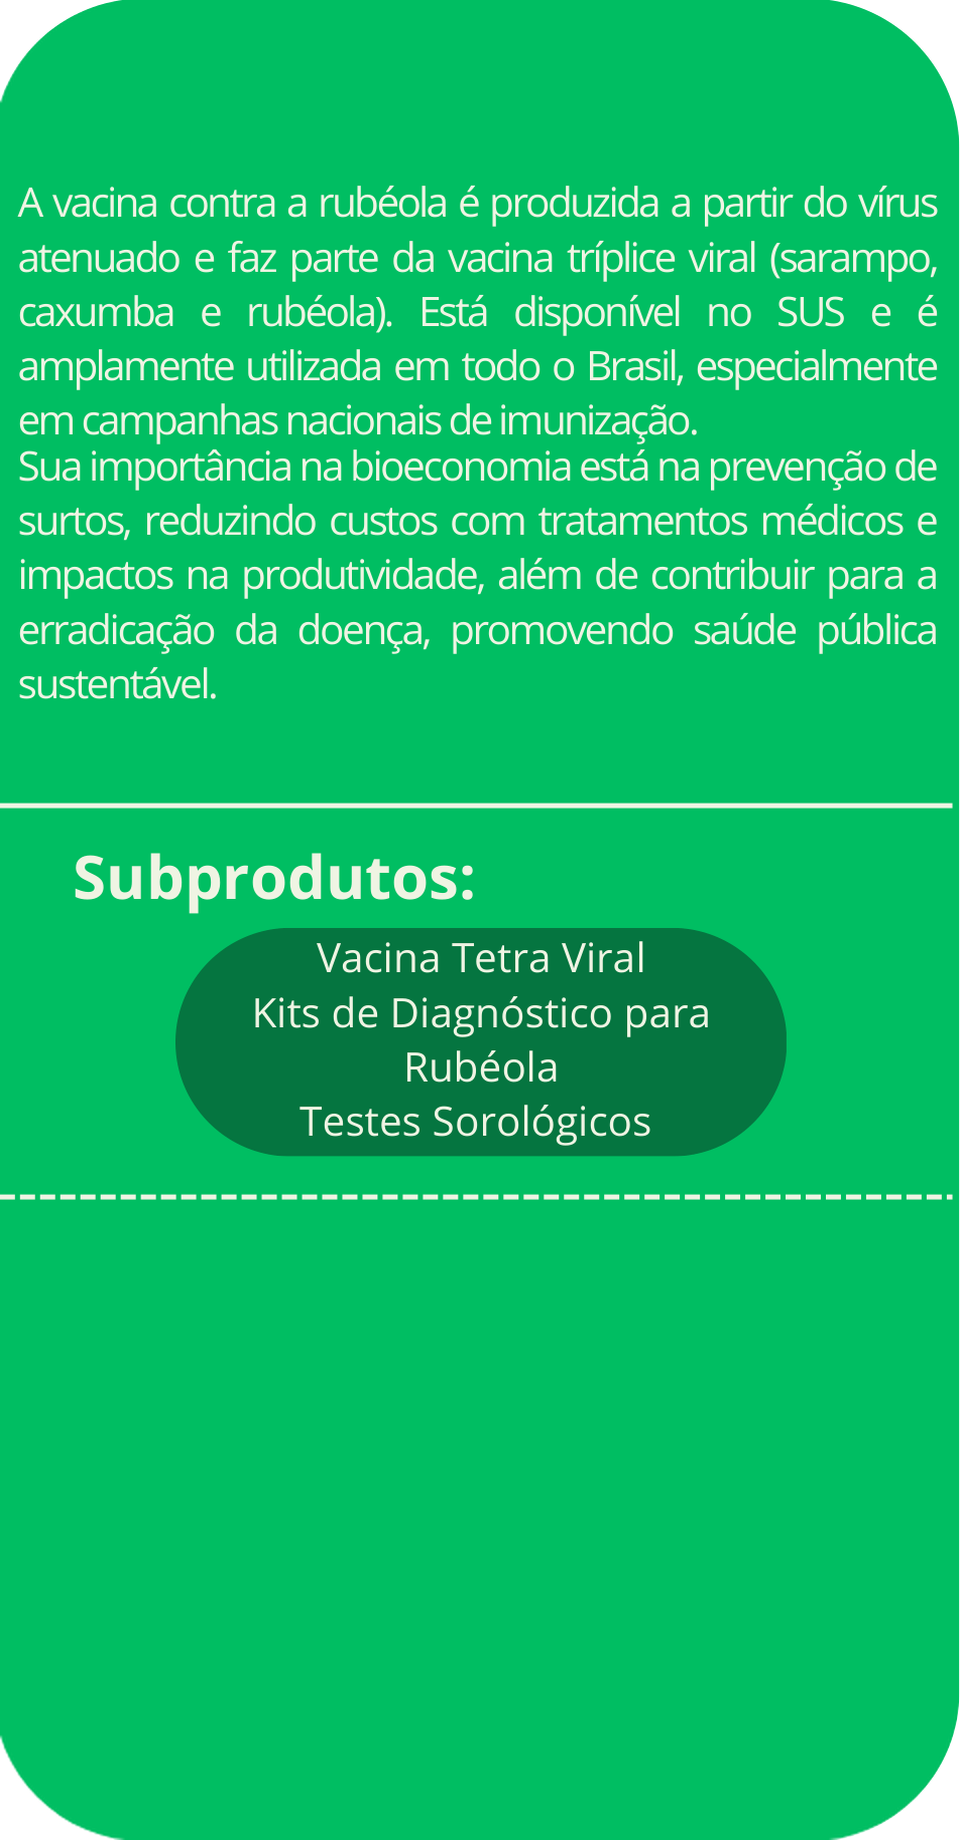 A vacina contra a rubéola é produzida a partir do vírus
atenuado e faz parte da vacina tríplice viral (sarampo,
caxumba e rubéola). Está disponível no SUS e é
amplamente utilizada em todo o Brasil, especialmente
em campanhas nacionais de imunização.
Sua importância na bioeconomia está na prevenção de
surtos, reduzindo custos com tratamentos médicos e
impactos na produtividade, além de contribuir para a
erradicação da doença, promovendo saúde pública
sustentável.
Subprodutos:
Vacina Tetra Viral
Kits de Diagnóstico para
Rubéola
Testes Sorológicos